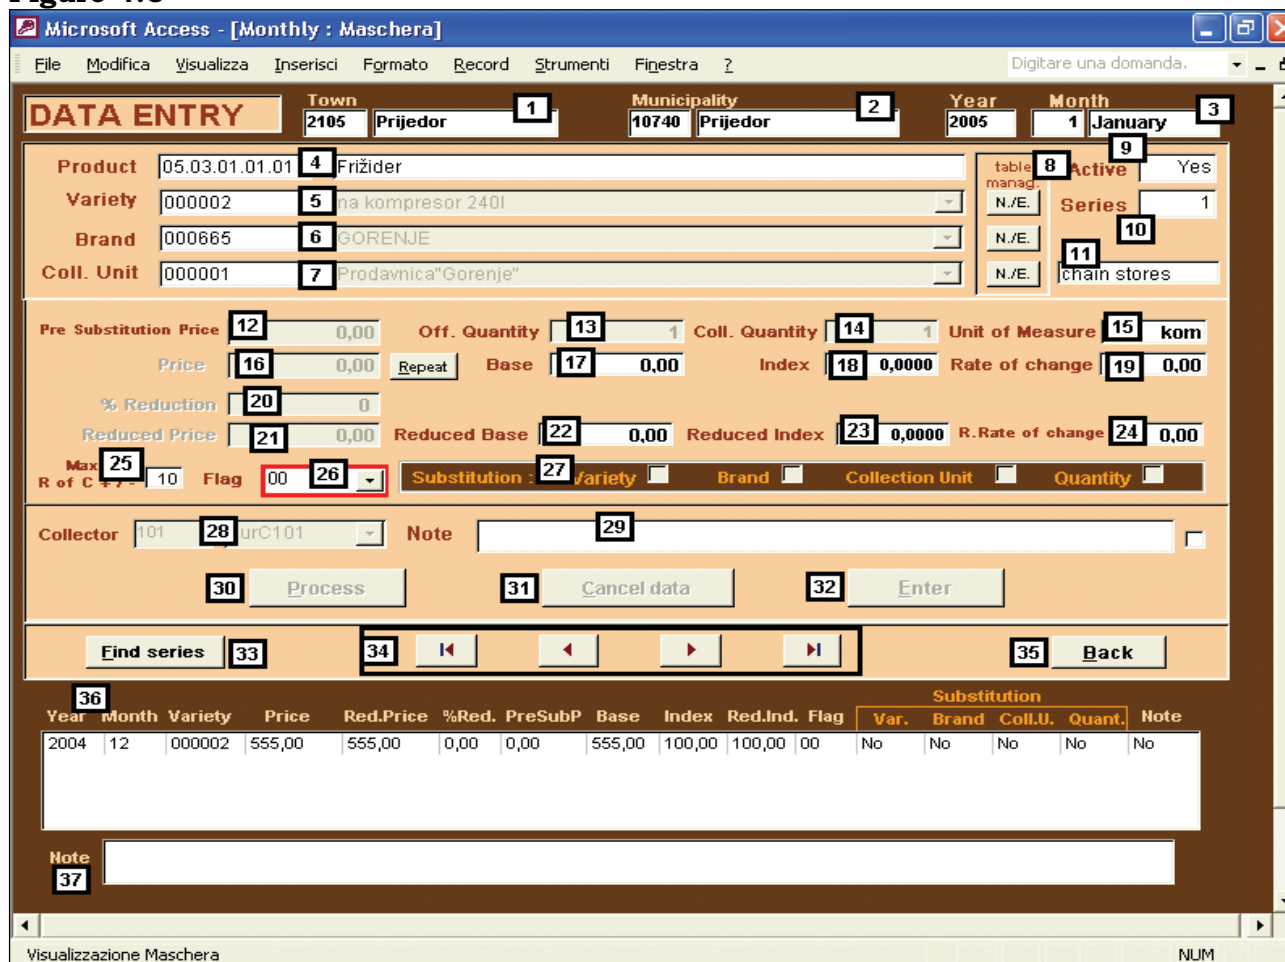 Microsoft Access - [Monthly : Maschera]
File Modifica Visualizza Inserisci Formato Record Strumenti Finestra ? Digitare una domanda.
DATA ENTRY
Town Municipality Year Month
2105 Prijedor 1 10740 Prijedor 2 2005 1 January 3
Product 05.03.01.01.01 4 Frižider
table manag. 8 Active 9 Yes
Variety 000002 5 na kompresor 240l N./E. Series 1
10
Brand 000665 6 GORENJE N./E.
Coll. Unit 000001 7 Prodavnica"Gorenje" N./E. 11 chain stores
Pre Substitution Price 12 0,00 Off. Quantity 13 1 Coll. Quantity 14 1 Unit of Measure 15 kom
Price 16 0,00 Repeat Base 17 0,00 Index 18 0,0000 Rate of change 19 0,00
% Reduction 20 0
Reduced Price 21 0,00 Reduced Base 22 0,00 Reduced Index 23 0,0000 R.Rate of change 24 0,00
Max 25 R of C + / - 10 Flag 00 26 Substitution : 27 Variety Brand Collection Unit Quantity
Collector 101 28 urC101 Note 29
30 Process 31 Cancel data 32 Enter
Find series 33 34 35 Back
36
Substitution
Year Month Variety Price Red.Price %Red. PreSubP Base Index Red.Ind. Flag Var. Brand Coll.U. Quant. Note
2004 12 000002 555,00 555,00 0,00 0,00 555,00 100,00 100,00 00 No No No No No
Note
37
Visualizzazione Maschera NUM